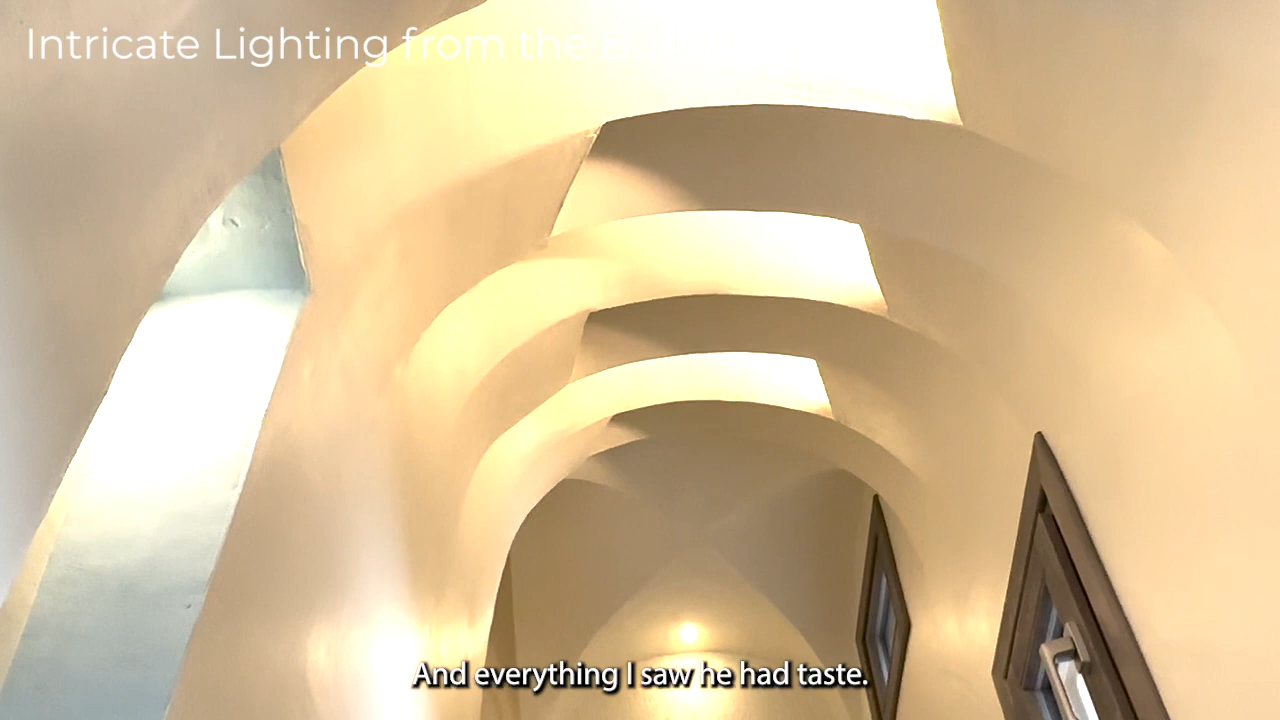 Intricate Lighting from the
And everything I saw he had taste.